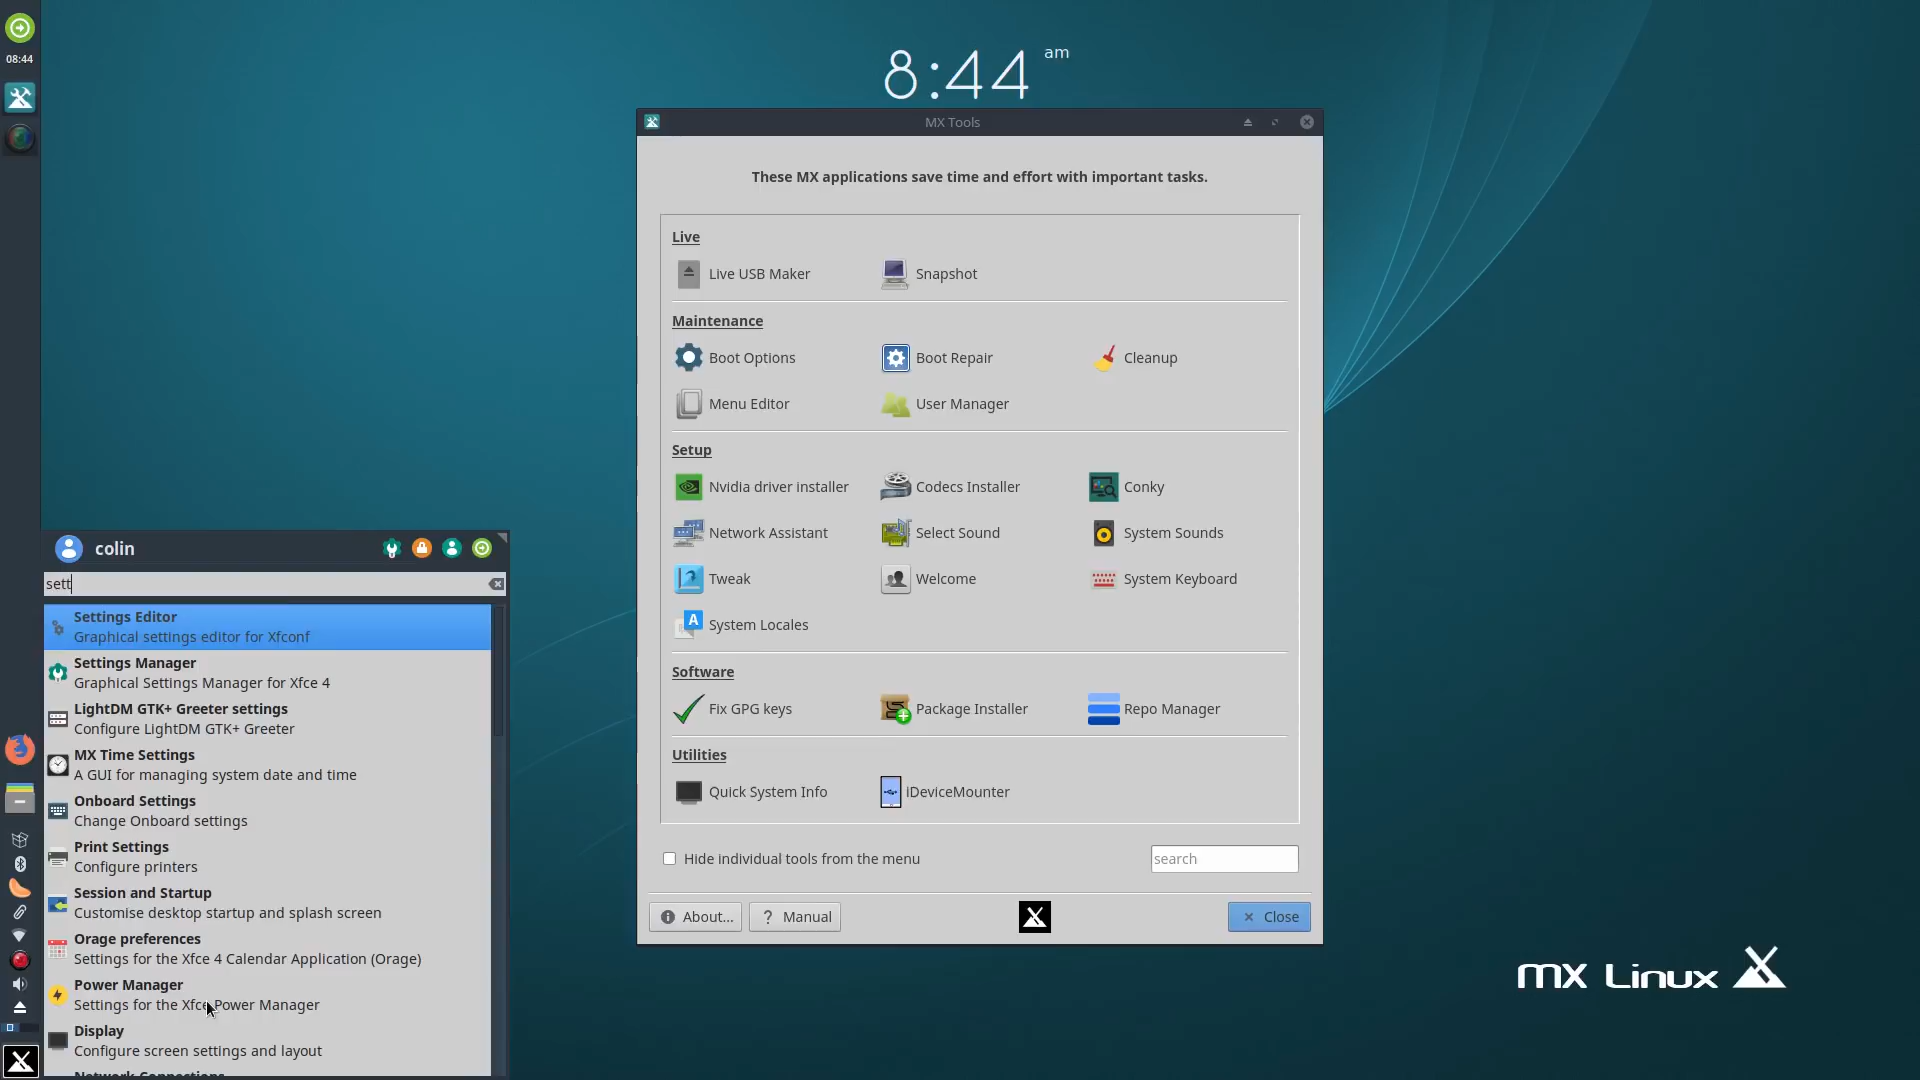 08:44
8:44 am
MX Tools
These MX applications save time and effort with important tasks.
Live
Live USB Maker
Snapshot
Maintenance
Boot Options
Boot Repair
Cleanup
Menu Editor
User Manager
Setup
Nvidia driver installer
Codecs Installer
Conky
Network Assistant
Select Sound
System Sounds
Tweak
Welcome
System Keyboard
System Locales
Software
Fix GPG keys
Package Installer
Repo Manager
Utilities
Quick System Info
iDeviceMounter
Hide individual tools from the menu
search
About...
? Manual
Close
colin
sett
Settings Editor
Graphical settings editor for Xfconf
Settings Manager
Graphical Settings Manager for Xfce 4
LightDM GTK+ Greeter settings
Configure LightDM GTK+ Greeter
MX Time Settings
A GUI for managing system date and time
Onboard Settings
Change Onboard settings
Print Settings
Configure printers
Session and Startup
Customise desktop startup and splash screen
Orage preferences
Settings for the Xfce 4 Calendar Application (Orage)
Power Manager
Settings for the Xfce Power Manager
Display
Configure screen settings and layout
Network Connections
mx Linux